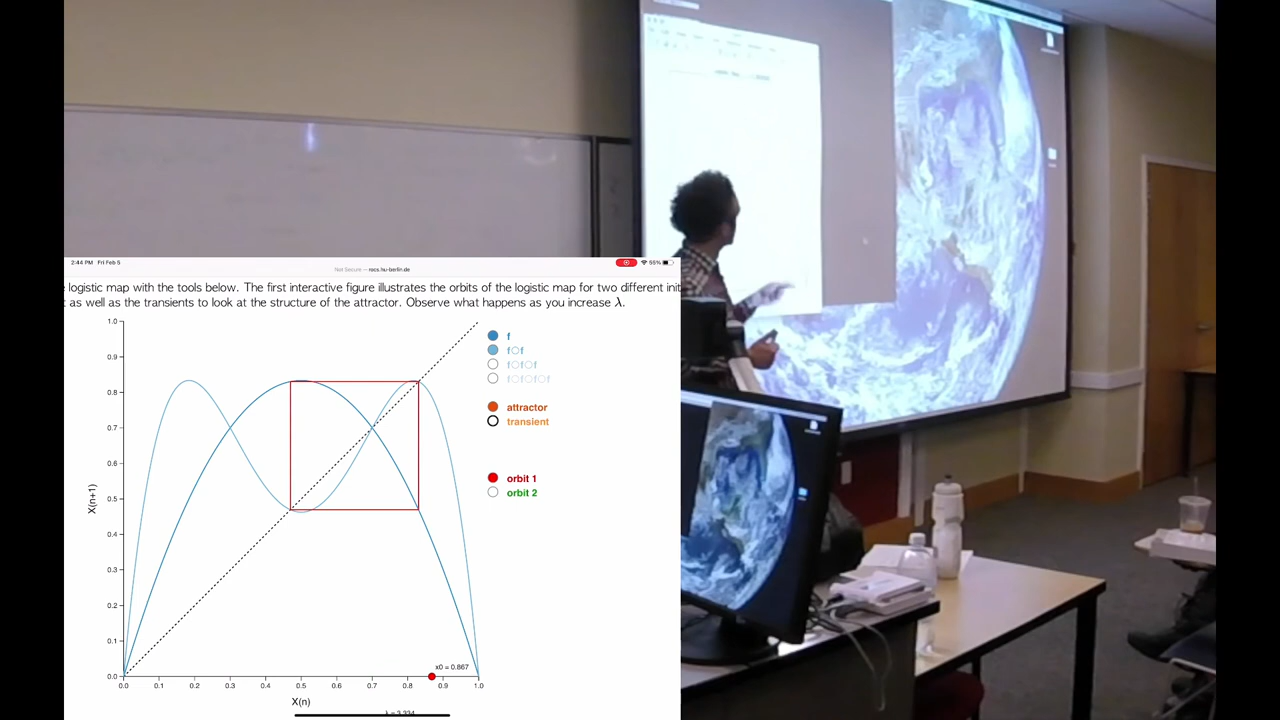 2:44 PM Fri Feb 5
55%
Not Secure — rocs.hu-berlin.de
logistic map with the tools below. The first interactive figure illustrates the orbits of the logistic map for two different init
as well as the transients to look at the structure of the attractor. Observe what happens as you increase λ.
1.0
0.9
0.8
0.7
0.6
0.5
0.4
0.3
0.2
0.1
0.0
X(n+1)
f
f○f
f○f○f
f○f○f○f
attractor
transient
orbit 1
orbit 2
x0 = 0.867
0.0 0.1 0.2 0.3 0.4 0.5 0.6 0.7 0.8 0.9 1.0
X(n)
λ = 3.334